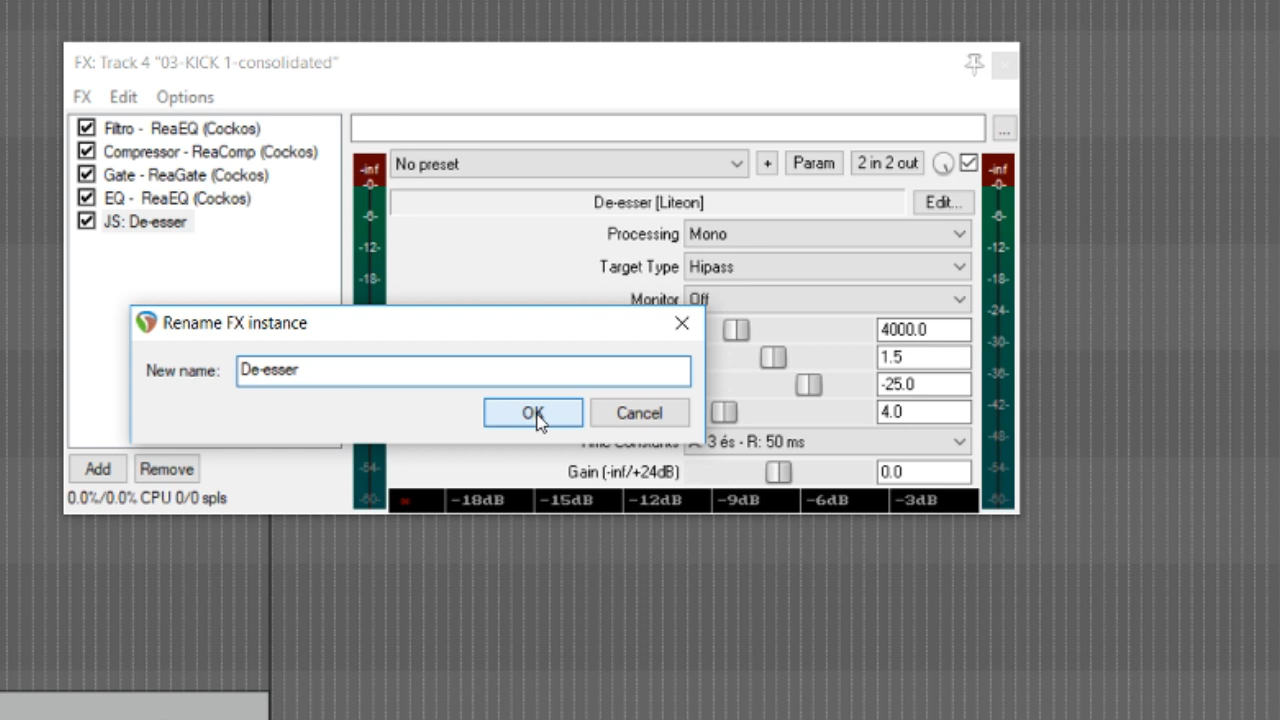 FX: Track 4 "03-KICK 1-consolidated"
FX Edit Options
Filtro - ReaEQ (Cockos)
Compressor - ReaComp (Cockos)
Gate - ReaGate (Cockos)
EQ - ReaEQ (Cockos)
JS: De-esser
...
No preset + Param 2 in 2 out
De-esser [Liteon] Edit...
Processing Mono
Target Type Hipass
Monitor Off
4000.0
1.5
-25.0
4.0
R: 50 ms
Gain (-inf/+24dB) 0.0
-18dB -15dB -12dB -9dB -6dB -3dB
-inf -0- -6- -12- -18-
-54-
-inf -0- -6- -12- -18- -24- -30- -36- -42- -48- -54- -60-
Rename FX instance
New name: De-esser
OK Cancel
Add Remove
0.0%/0.0% CPU 0/0 spls